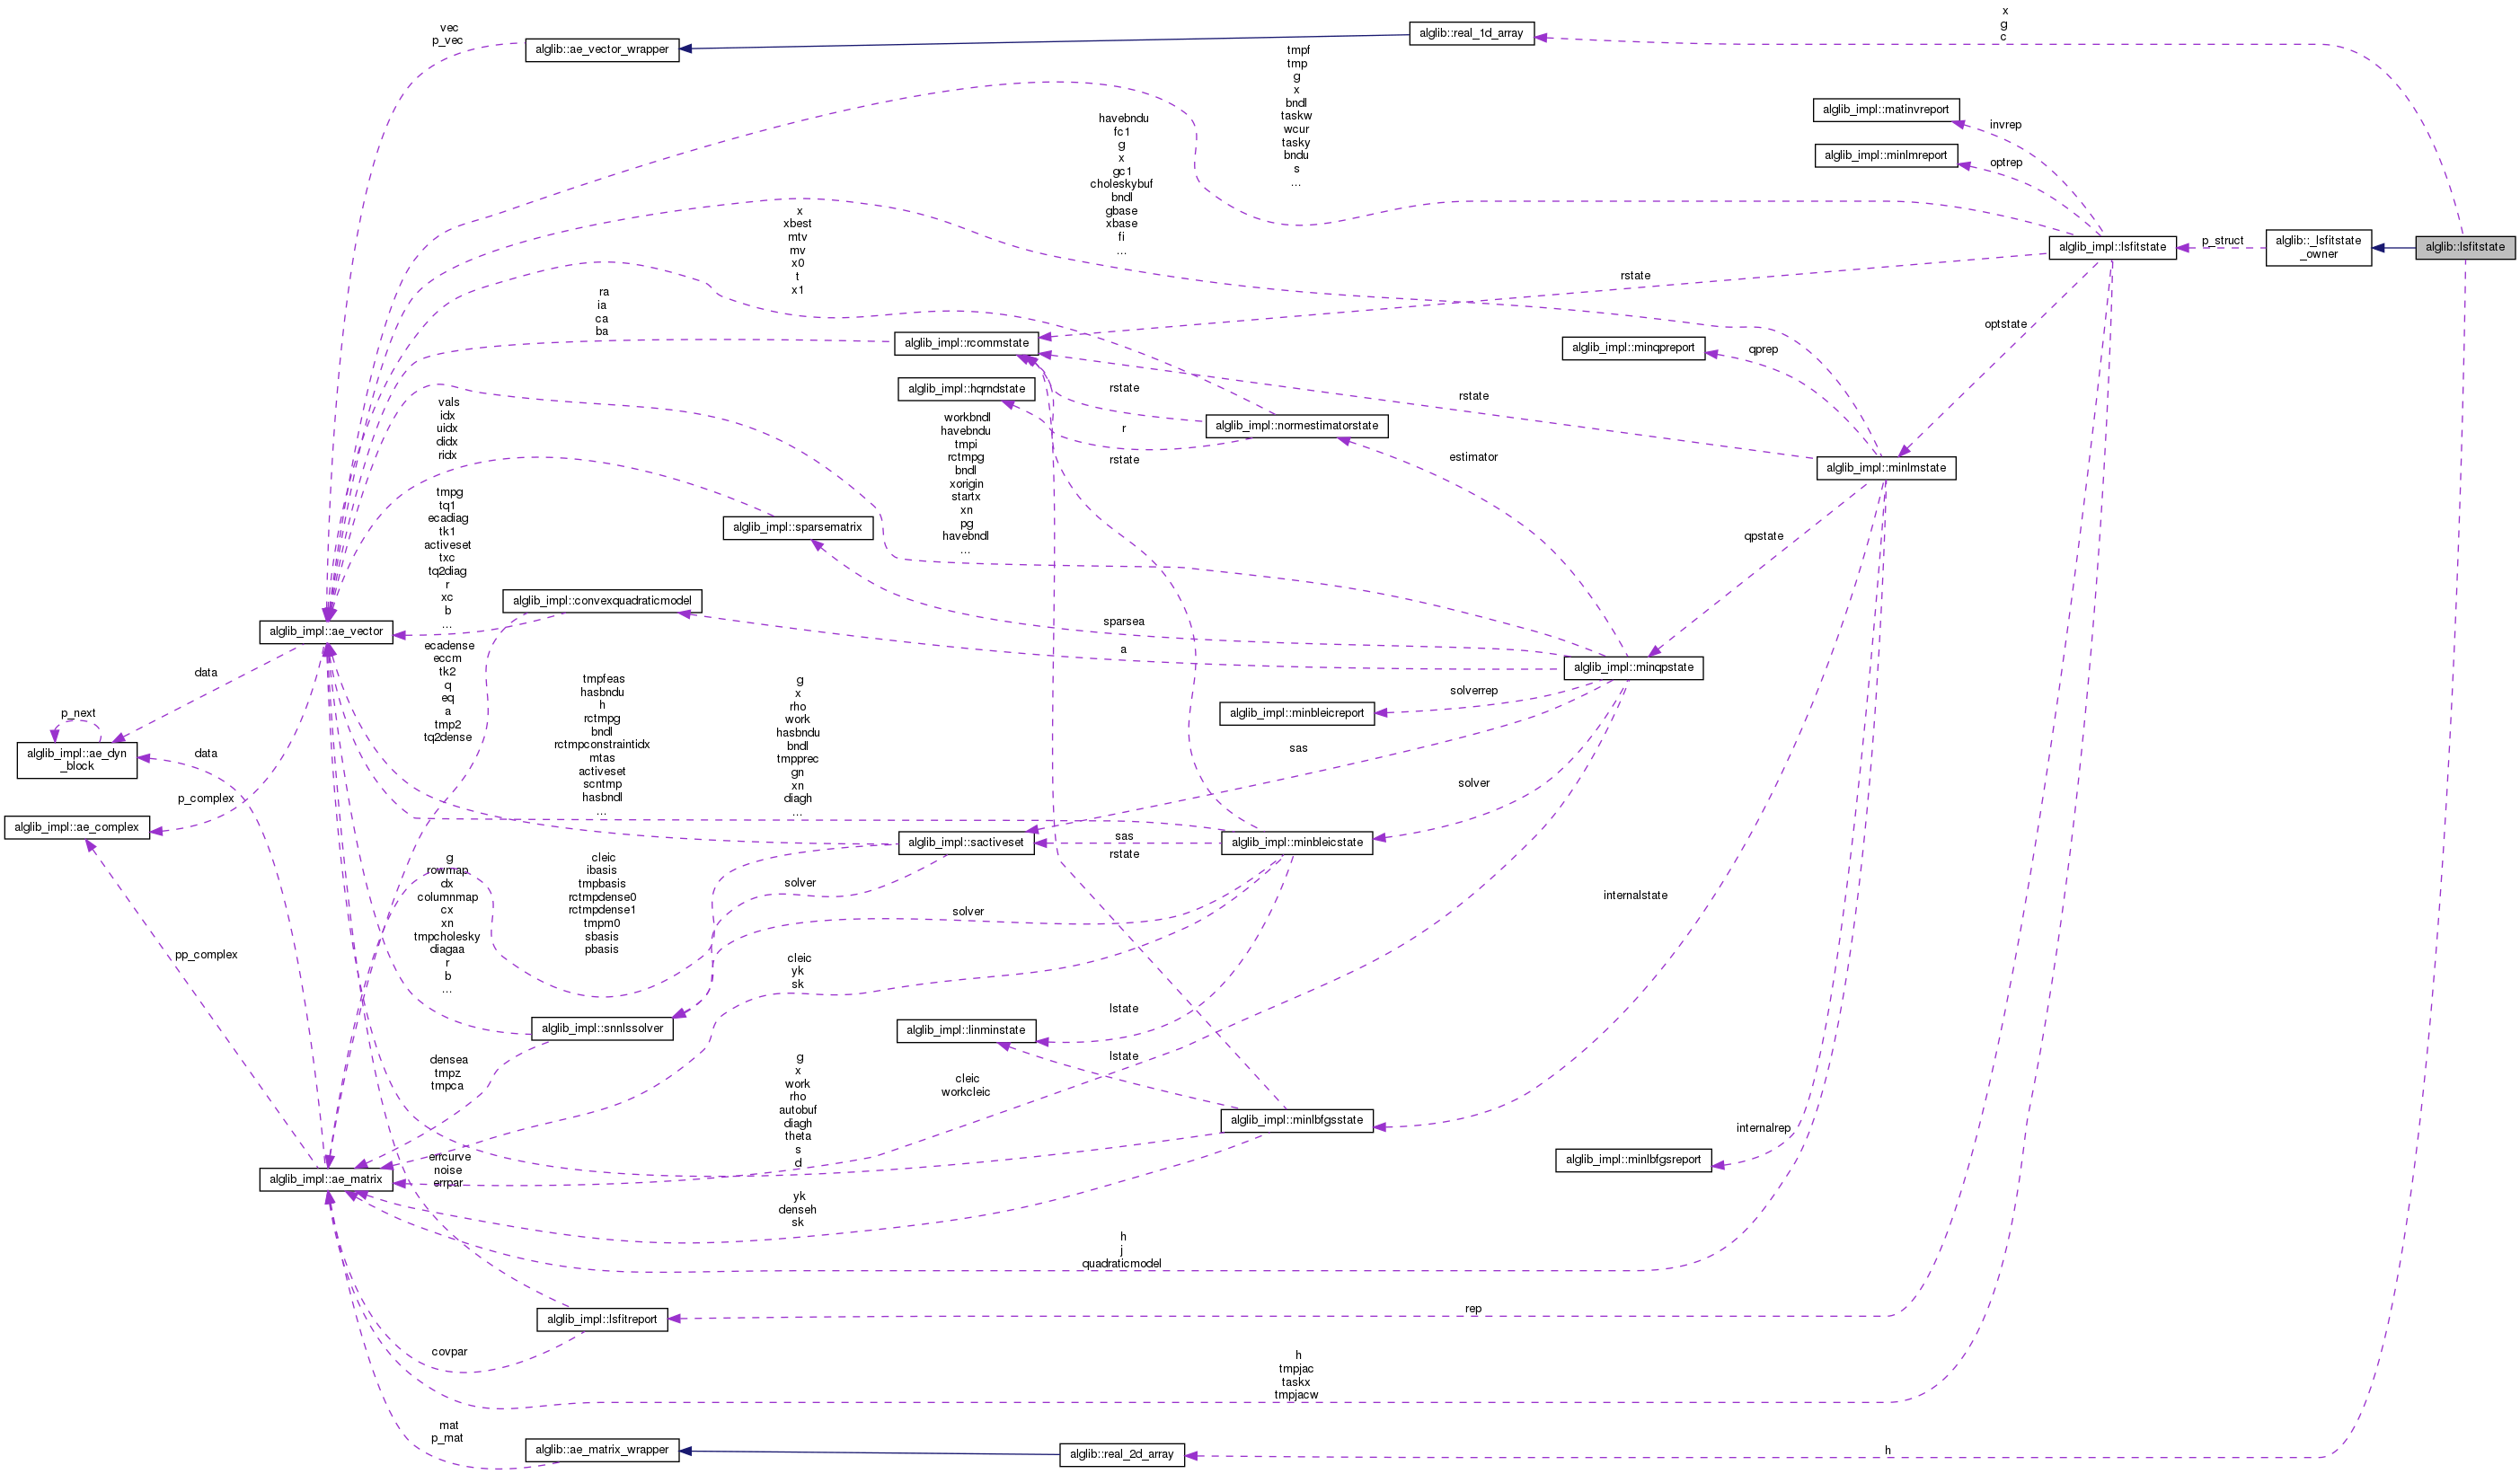 vec
p_vec
alglib::ae_vector_wrapper
alglib::real_1d_array
x
g
c
tmpf
tmp
g
x
bndl
taskw
wcur
tasky
bndu
s
...
alglib_impl::matinvreport
invrep
alglib_impl::minlmreport
optrep
havebndu
fc1
g
x
gc1
choleskybuf
bndl
gbase
xbase
fi
...
x
xbest
mtv
mv
x0
t
x1
alglib_impl::lsfitstate
p_struct
alglib::_lsfitstate
_owner
alglib::lsfitstate
rstate
ra
ia
ca
ba
optstate
alglib_impl::rcommstate
alglib_impl::minqpreport
qprep
alglib_impl::hqrndstate
rstate
rstate
vals
idx
uidx
didx
ridx
workbndl
havebndu
tmpi
rctmpg
bndl
xorigin
startx
xn
pg
havebndl
...
r
alglib_impl::normestimatorstate
rstate
estimator
alglib_impl::minlmstate
tmpg
tq1
ecadiag
tk1
activeset
txc
tq2diag
r
xc
b
...
alglib_impl::sparsematrix
qpstate
alglib_impl::convexquadraticmodel
alglib_impl::ae_vector
sparsea
a
alglib_impl::minqpstate
ecadense
eccm
tk2
q
eq
a
tmp2
tq2dense
data
tmpfeas
hasbndu
h
rctmpg
bndl
rctmpconstraintidx
mtas
activeset
scntmp
hasbndl
...
g
x
rho
work
hasbndu
bndl
tmpprec
gn
xn
diagh
...
solverrep
alglib_impl::minbleicreport
p_next
alglib_impl::ae_dyn
_block
data
sas
solver
p_complex
alglib_impl::ae_complex
alglib_impl::sactiveset
sas
rstate
alglib_impl::minbleicstate
g
rowmap
dx
columnmap
cx
xn
tmpcholesky
diagaa
r
b
...
cleic
ibasis
tmpbasis
rctmpdense0
rctmpdense1
tmpm0
sbasis
pbasis
solver
solver
internalstate
pp_complex
cleic
yk
sk
lstate
alglib_impl::snnlssolver
alglib_impl::linminstate
densea
tmpz
tmpca
lstate
cleic
workcleic
g
x
work
rho
autobuf
diagh
theta
s
d
alglib_impl::minlbfgsstate
internalrep
alglib_impl::minlbfgsreport
errcurve
noise
errpar
alglib_impl::ae_matrix
yk
denseh
sk
h
j
quadraticmodel
alglib_impl::lsfitreport
rep
covpar
h
tmpjac
taskx
tmpjacw
mat
p_mat
alglib::ae_matrix_wrapper
alglib::real_2d_array
h